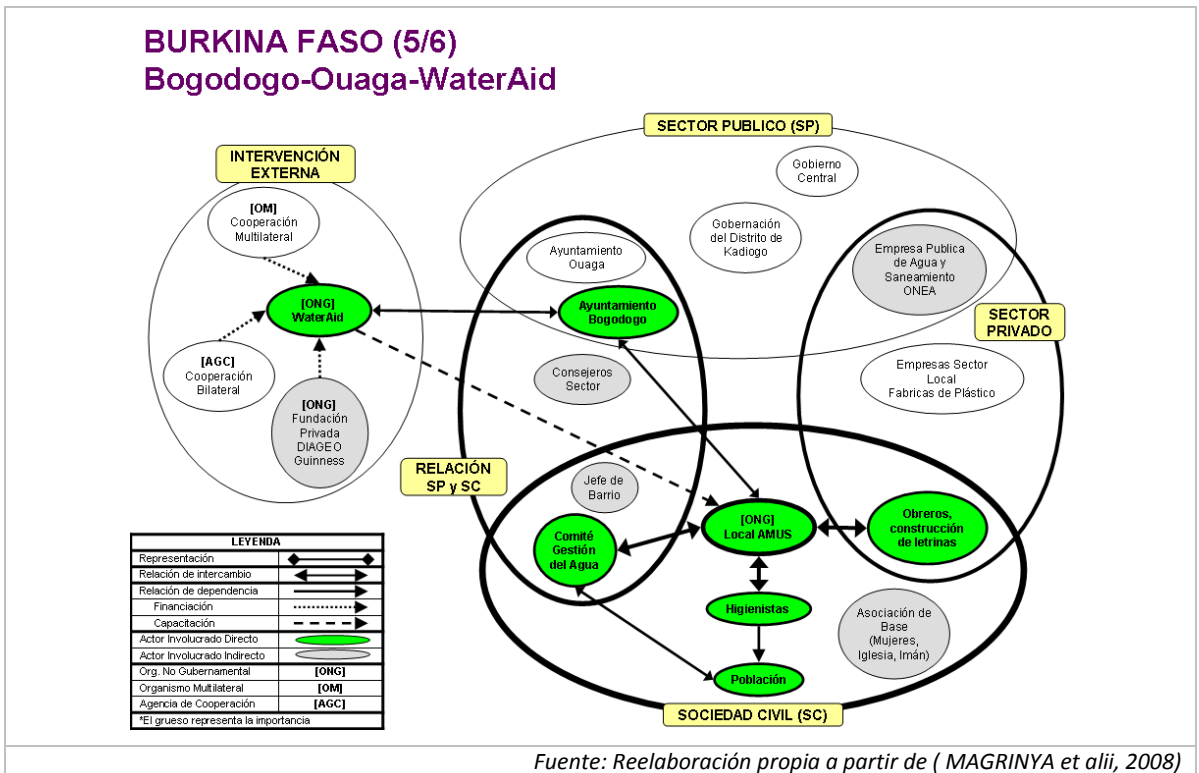 BURKINA FASO (5/6)
Bogodogo-Ouaga-WaterAid
SECTOR PUBLICO (SP)
INTERVENCIÓN
EXTERNA
[OM]
Cooperación
Multilateral
[ONG]
WaterAid
[AGC]
Cooperación
Bilateral
[ONG]
Fundación
Privada
DIAGEO
Guinness
Gobierno
Central
Gobernación
del Distrito de
Kadiogo
Ayuntamiento
Ouaga
Ayuntamiento
Bogodogo
Empresa Publica
de Agua y
Saneamiento
ONEA
SECTOR
PRIVADO
Consejeros
Sector
Empresas Sector
Local
Fabricas de Plástico
RELACIÓN
SP y SC
Jefe de
Barrio
Comité
Gestión
del Agua
[ONG]
Local AMUS
Obreros,
construcción
de letrinas
Higienistas
Población
Asociación de
Base
(Mujeres,
Iglesia, Imán)
SOCIEDAD CIVIL (SC)
LEYENDA
Representación
Relación de intercambio
Relación de dependencia
Financiación
Capacitación
Actor Involucrado Directo
Actor Involucrado Indirecto
Org. No Gubernamental [ONG]
Organismo Multilateral [OM]
Agencia de Cooperación [AGC]
*El grueso representa la importancia
Fuente: Reelaboración propia a partir de ( MAGRINYA et alii, 2008)